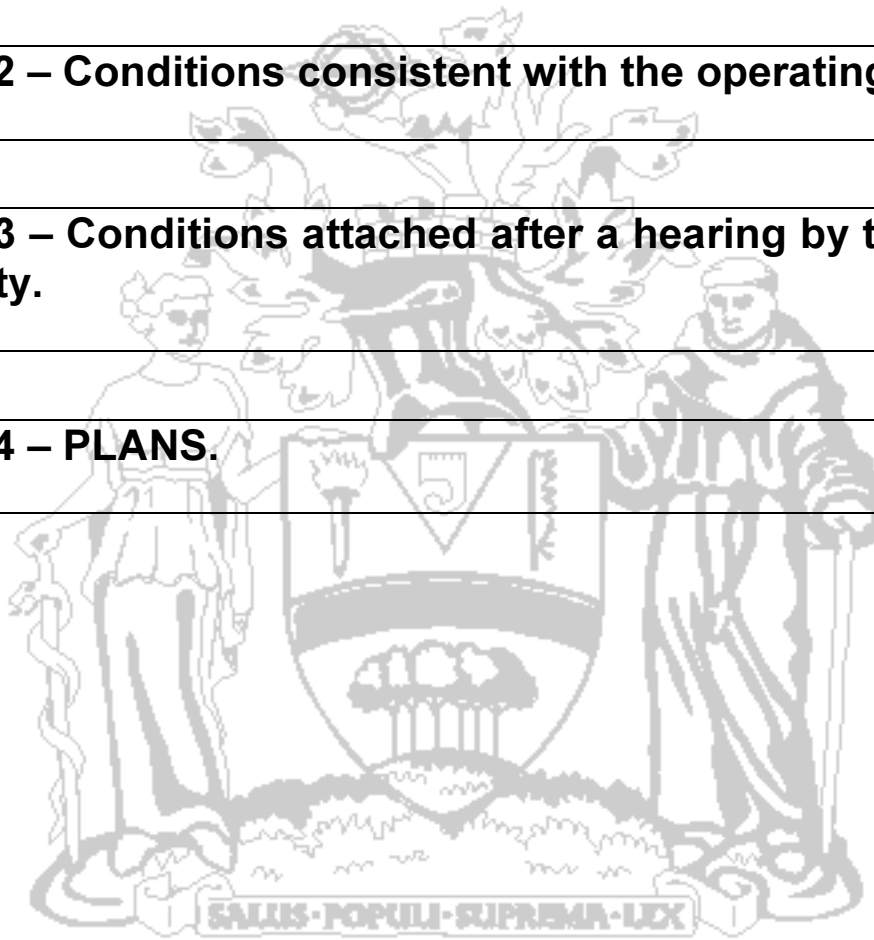 2 – Conditions consistent with the operating
3 – Conditions attached after a hearing by t
ty.
4 – PLANS.
SALUS·POPULI·SUPREMA·LEX